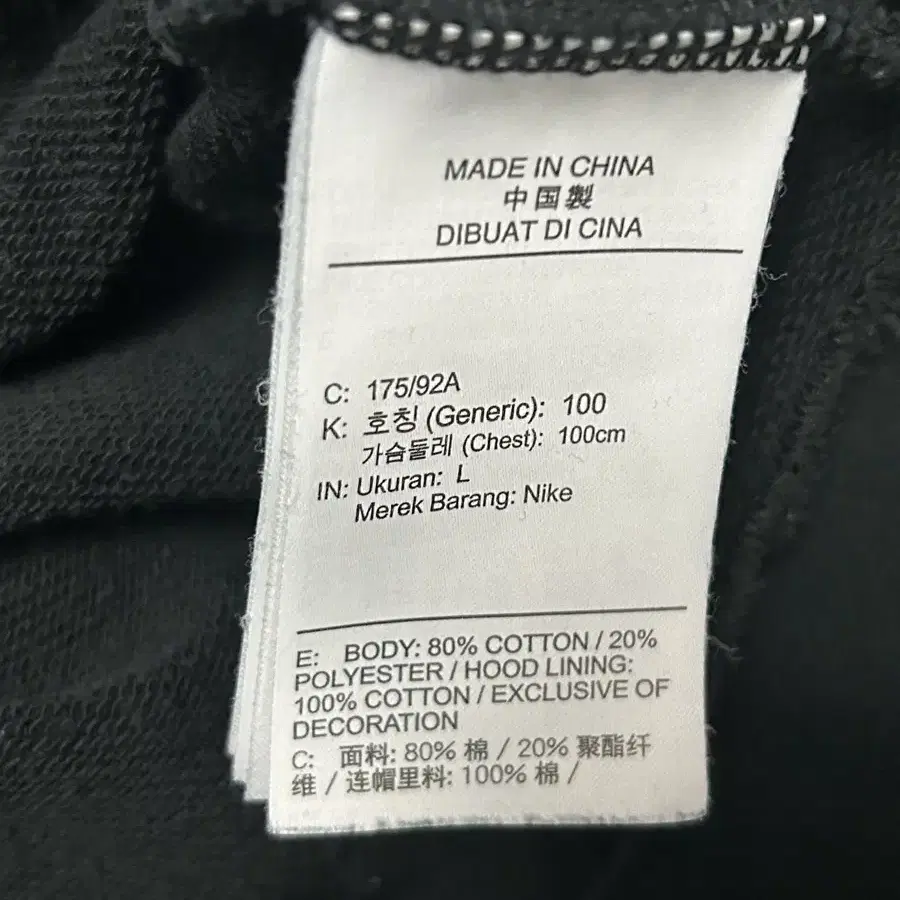 MADE IN CHINA
中国製
DIBUAT DI CINA
C: 175/92A
K: 호칭 (Generic): 100
가슴둘레 (Chest): 100cm
IN: Ukuran: L
Merek Barang: Nike
E: BODY: 80% COTTON / 20%
POLYESTER / HOOD LINING:
100% COTTON / EXCLUSIVE OF
DECORATION
C: 面料: 80% 棉 / 20% 聚酯纤
维 / 连帽里料: 100% 棉 /